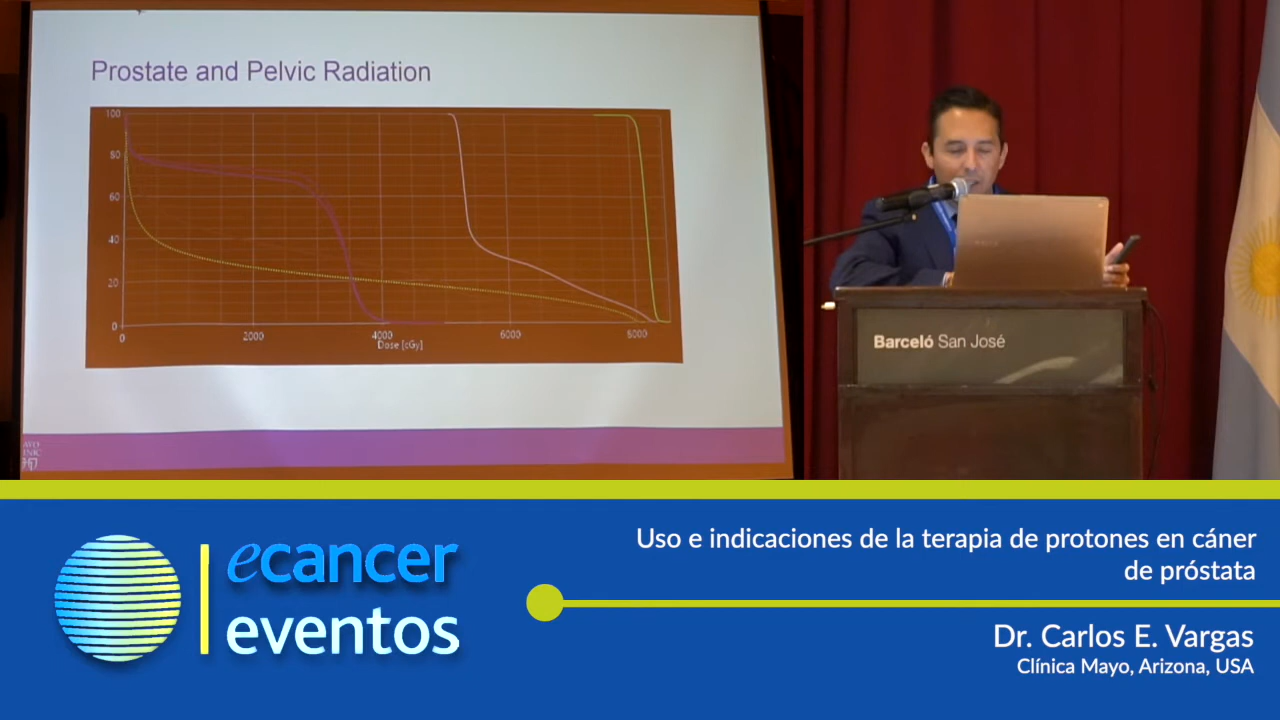 Prostate and Pelvic Radiation
100
80
60
40
20
0
0
2000
4000
6000
8000
Dose [cGy]
Barceló San José
ecancer
eventos
Uso e indicaciones de la terapia de protones en cáner
de próstata
Dr. Carlos E. Vargas
Clínica Mayo, Arizona, USA